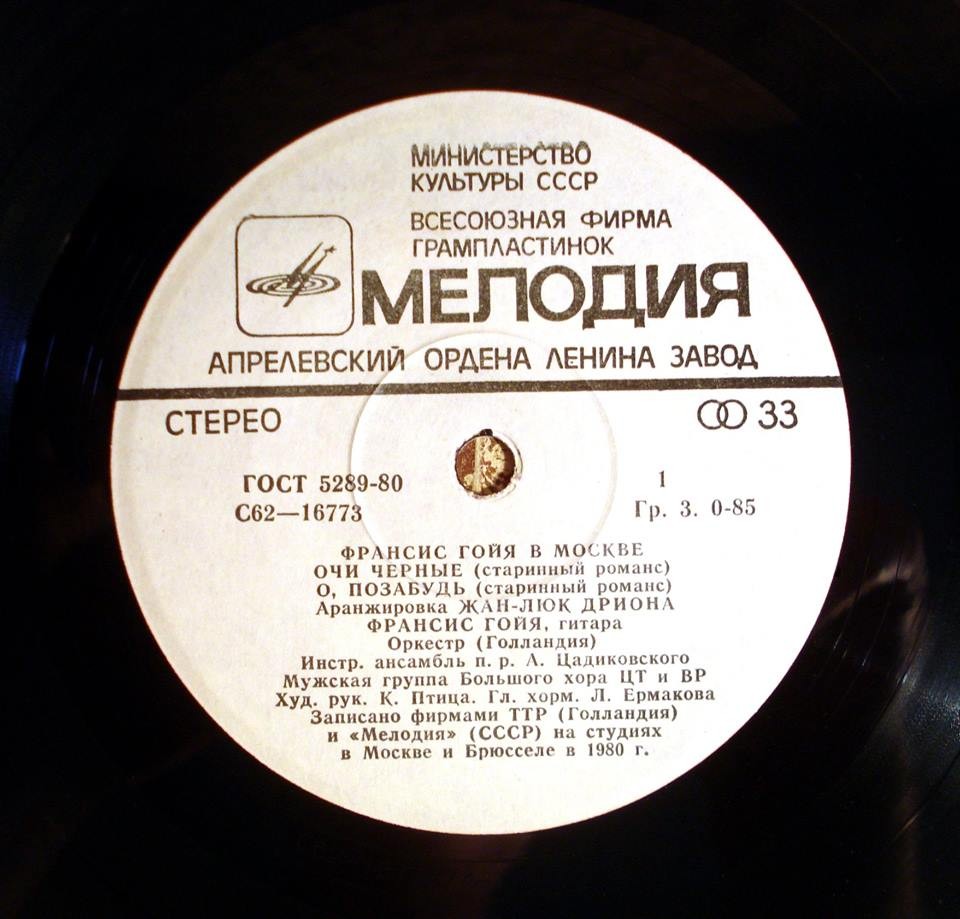 МИНИСТЕРСТВО
КУЛЬТУРЫ СССР
ВСЕСОЮЗНАЯ ФИРМА
ГРАМПЛАСТИНОК
МЕЛОДИЯ
АПРЕЛЕВСКИЙ ОРДЕНА ЛЕНИНА ЗАВОД
СТЕРЕО
33
ГОСТ 5289-80
1
С62—16773
Гр. 3. 0-85
ФРАНСИС ГОЙЯ В МОСКВЕ
ОЧИ ЧЕРНЫЕ (старинный романс)
О, ПОЗАБУДЬ (старинный романс)
Аранжировка ЖАН-ЛЮК ДРИОНА
ФРАНСИС ГОЙЯ, гитара
Оркестр (Голландия)
Инстр. ансамбль п. р. А. Цадиковского
Мужская группа Большого хора ЦТ и ВР
Худ. рук. К. Птица. Гл. хорм. Л. Ермакова
Записано фирмами ТТР (Голландия)
и «Мелодия» (СССР) на студиях
в Москве и Брюсселе в 1980 г.